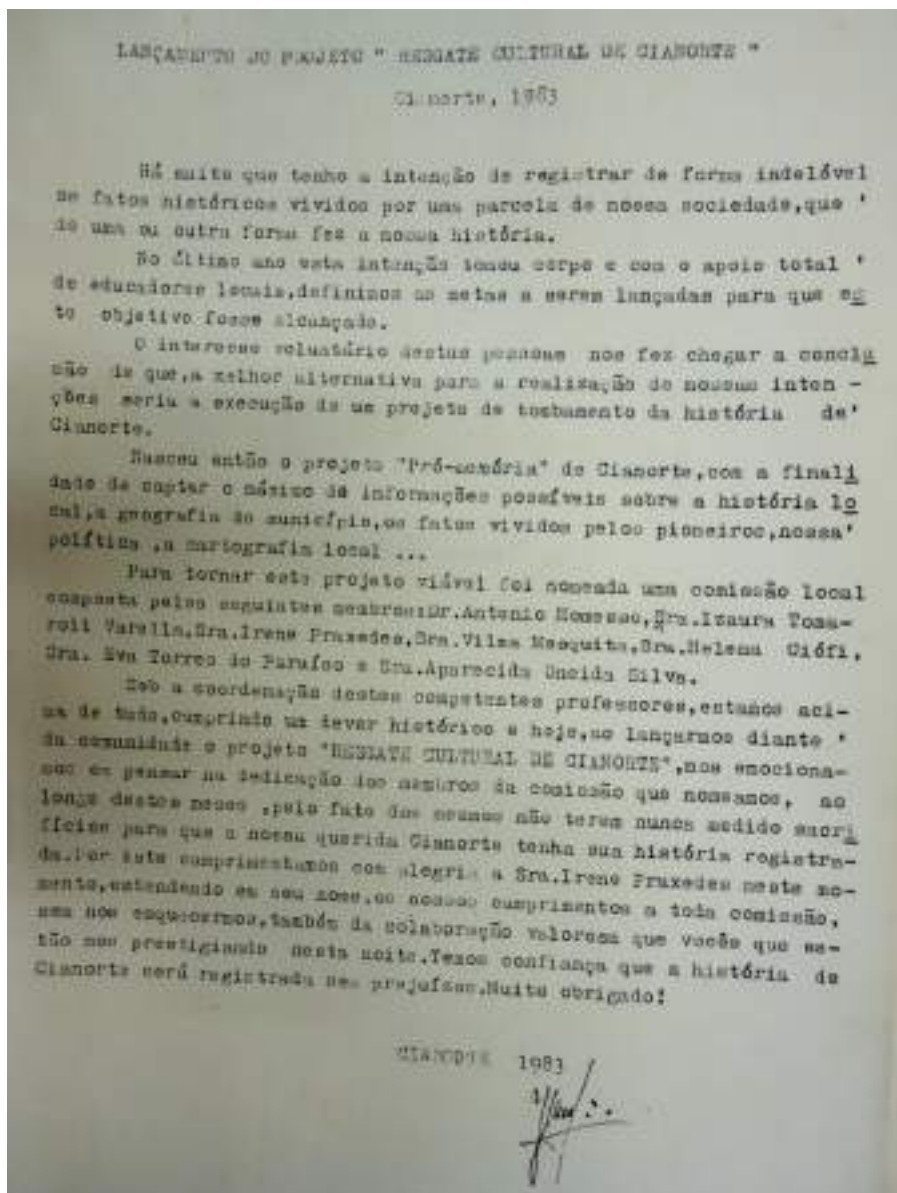 LANÇAMENTO DO PROJETO " RESGATE CULTURAL DE CIANORTE "
Cianorte, 1983
Há muito que tenho a intenção de registrar de forma indelével
os fatos históricos vividos por uma parcela de nossa sociedade,que '
de uma ou outra forma fez a nossa história.
No último ano esta intenção tomou corpo e com o apoio total '
de educadores locais,definimos as metas a serem lançadas para que es
te objetivo fosse alcançado.
O interesse voluntário destas pessoas nos fez chegar a conclu
são de que,a melhor alternativa para a realização de nossas inten -
ções seria a execução de um projeto de tombamento da história de'
Cianorte.
Nasceu então o projeto "Pró-memória" de Cianorte,com a finali
dade de captar o máximo de informações possíveis sobre a história lo
cal,a geografia do município,os fatos vividos pelos pioneiros,nossa'
política ,a cartografia local ...
Para tornar este projeto viável foi nomeada uma comissão local
composta pelos seguintes membros:Dr.Antonio Homesso,Sra.Izaura Toma-
roli Varella,Sra.Irene Praxedes,Sra.Vilma Mesquita,Sra.Helena Ciófi,
Sra. Eva Torres do Paraíso e Sra.Aparecida Silva.
Sob a coordenação destes competentes professores,estamos aci-
ma de tudo,cumprindo um dever histórico e hoje,ao lançarmos diante '
da comunidade o projeto "RESGATE CULTURAL DE CIANORTE",nos emociona-
mos em pensar na dedicação dos membros da comissão que nomeamos, ao
longo destes meses ,pelo fato dos mesmos não terem nunca medido sacri
fícios para que a nossa querida Cianorte tenha sua história registra-
da.Por isto cumprimentamos com alegria a Sra.Irene Praxedes neste mo-
mento,estendendo em seu nome,os nossos cumprimentos a toda comissão,
sem nos esquecermos,também da colaboração valorosa que vocês que es-
tão nos prestigiando nesta noite.Temos confiança que a história de
Cianorte será registrada sem prejuízos.Muito obrigado!
CIANORTE 1983